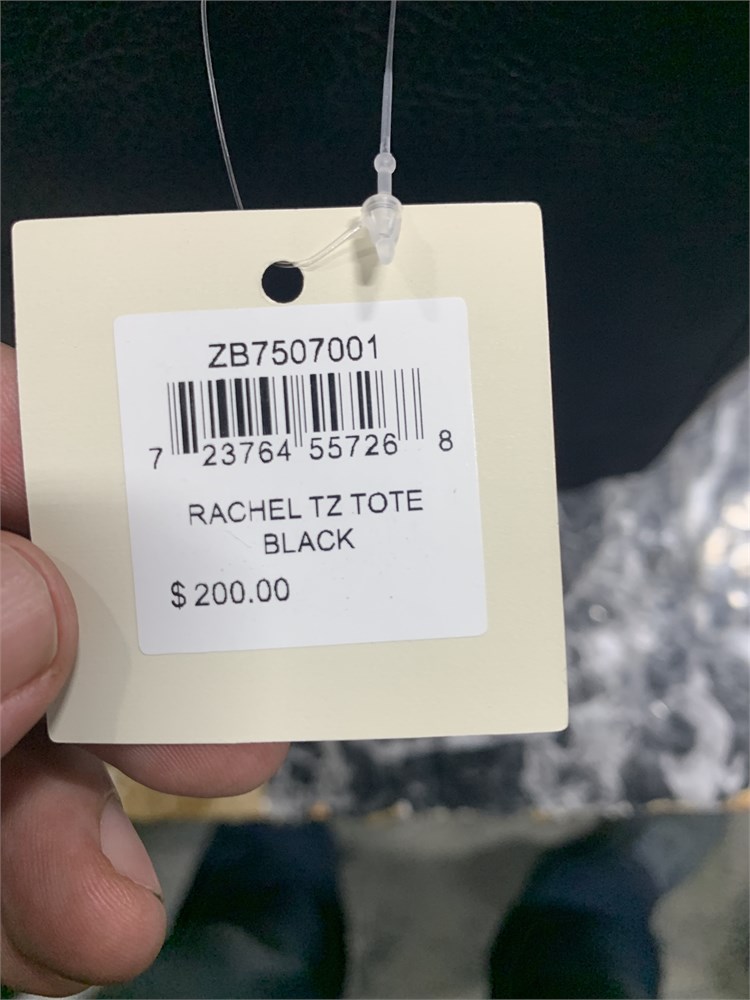 ZB7507001
7 23764 55726 8
RACHEL TZ TOTE
BLACK
$ 200.00